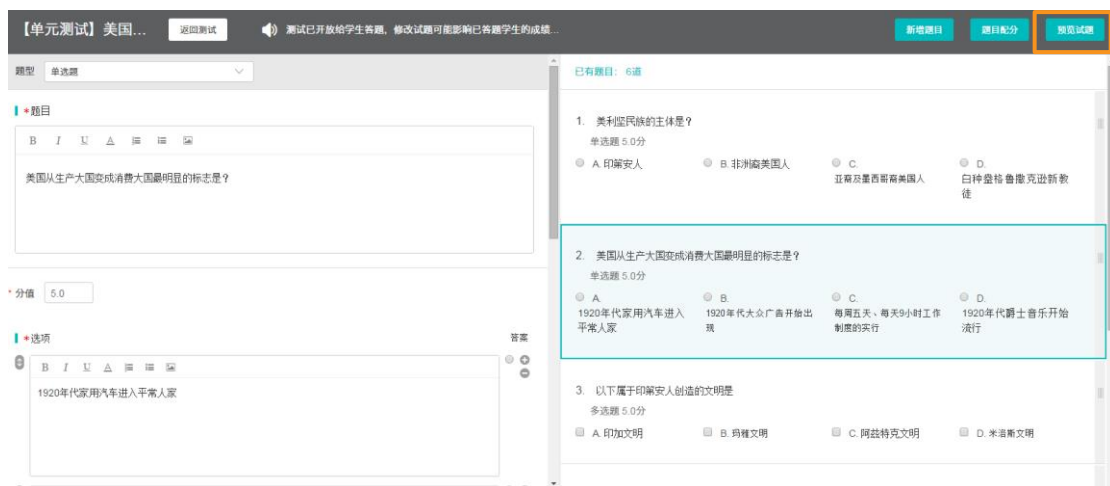 【单元测试】美国... 返回测试 测试已开放给学生答题，修改试题可能影响已答题学生的成绩... 新增题目 题目配分 预览试题
题型 单选题
*题目
B I U A
美国从生产大国变成消费大国最明显的标志是？
*分值 5.0
*选项 答案
B I U A
1920年代家用汽车进入平常人家
已有题目： 6道
1. 美利坚民族的主体是？
单选题 5.0分
A. 印第安人 B. 非洲裔美国人 C. D.
亚裔及墨西哥裔美国人 白种盎格鲁撒克逊新教
徒
2. 美国从生产大国变成消费大国最明显的标志是？
单选题 5.0分
A. B. C. D.
1920年代家用汽车进入 1920年代大众广告开始出 每周五天、每天9小时工作 1920年代爵士音乐开始
平常人家 现 制度的实行 流行
3. 以下属于印第安人创造的文明是
多选题 5.0分
A. 印加文明 B. 玛雅文明 C. 阿兹特克文明 D. 米洛斯文明